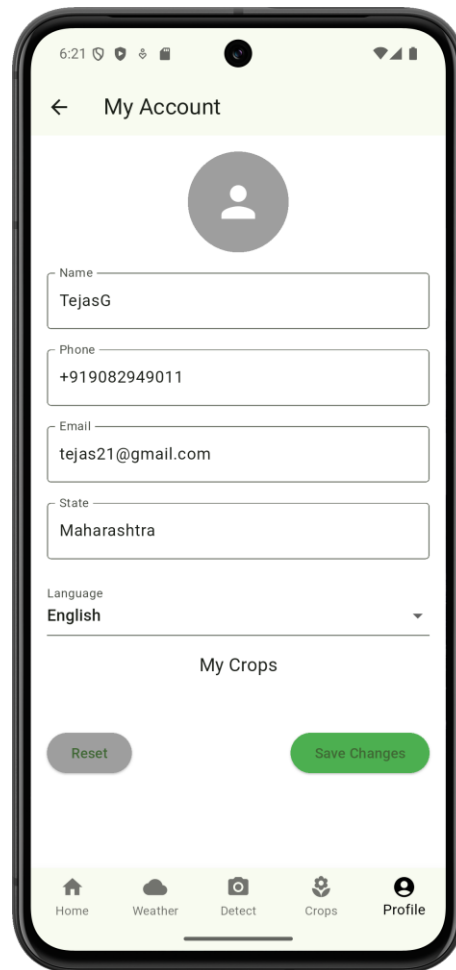 6:21
My Account
Name
TejasG
Phone
+919082949011
Email
tejas21@gmail.com
State
Maharashtra
Language
English
My Crops
Reset Save Changes
Home Weather Detect Crops Profile